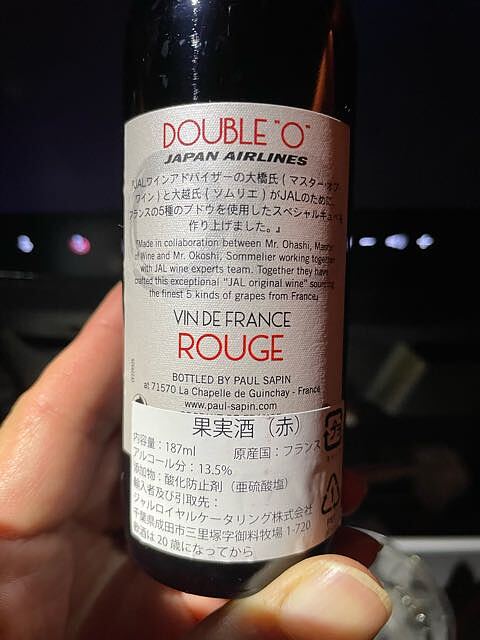 DOUBLE "O"
JAPAN AIRLINES
『JALワインアドバイザーの大橋氏(マスター・オブ・
ワイン)と大越氏(ソムリエ)がJALのために、
フランスの5種のブドウを使用したスペシャルキュベを
作り上げました。』
"Made in collaboration between Mr. Ohashi, Master
of Wine and Mr. Okoshi, Sommelier working together
with JAL wine experts team. Together they have
crafted this exceptional "JAL original wine" sourcing
the finest 5 kinds of grapes from France„
VIN DE FRANCE
ROUGE
BOTTLED BY PAUL SAPIN
at 71570 La Chapelle de Guinchay - France
www.paul-sapin.com
果実酒(赤)
内容量:187ml 原産国:フランス
アルコール分:13.5%
添加物:酸化防止剤(亜硫酸塩)
輸入者及び引取先:
ジャルロイヤルケータリング株式会社
千葉県成田市三里塚字御料牧場 1-720
飲酒は 20 歳になってから